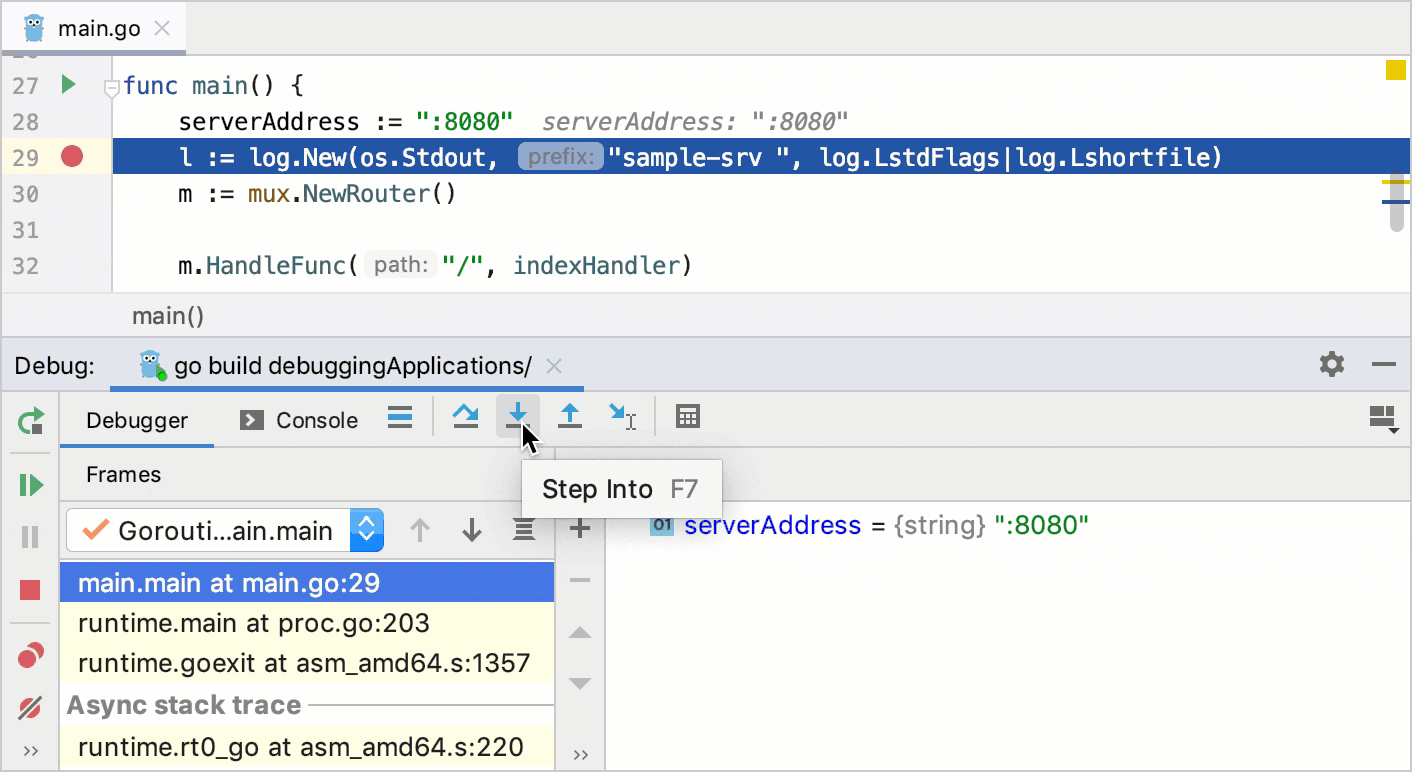 main.go
27 func main() {
28 serverAddress := ":8080" serverAddress: ":8080"
29 l := log.New(os.Stdout, prefix: "sample-srv ", log.LstdFlags|log.Lshortfile)
30 m := mux.NewRouter()
31
32 m.HandleFunc( path: "/", indexHandler)
main()
Debug: go build debuggingApplications/
Debugger Console
Frames
Step Into F7
Gorouti...ain.main
01 serverAddress = {string} ":8080"
main.main at main.go:29
runtime.main at proc.go:203
runtime.goexit at asm_amd64.s:1357
Async stack trace
runtime.rt0_go at asm_amd64.s:220